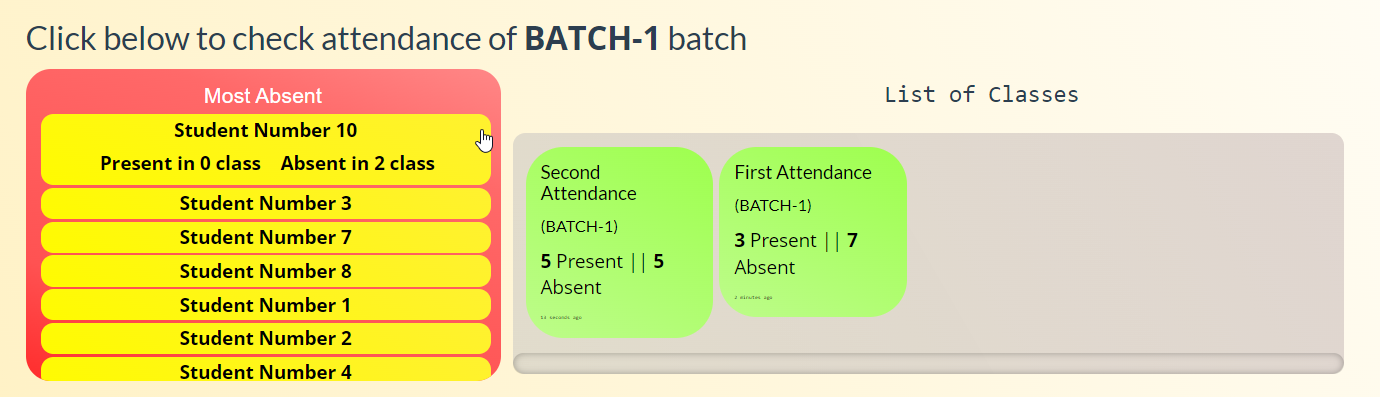 Click below to check attendance of BATCH-1 batch
Most Absent
Student Number 10
Present in 0 class Absent in 2 class
Student Number 3
Student Number 7
Student Number 8
Student Number 1
Student Number 2
Student Number 4
List of Classes
Second
Attendance
(BATCH-1)
5 Present || 5
Absent
13 seconds ago
First Attendance
(BATCH-1)
3 Present || 7
Absent
2 minutes ago